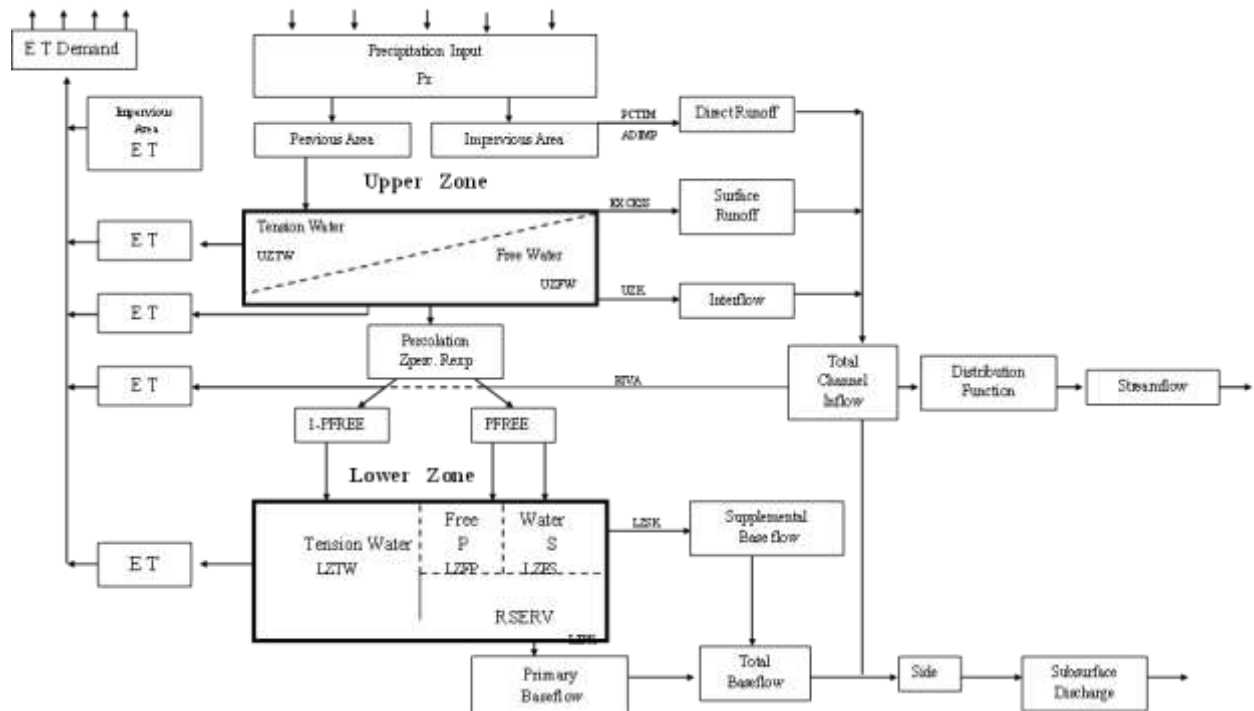 E T Demand
Precipitation Input
Px
Impervious
Area
E T
Pervious Area
Impervious Area
PCTIM
ADIMP
Direct Runoff
Upper Zone
Tension Water
UZTW
Free Water
UZFW
EXCESS
Surface
Runoff
E T
UZK
Interflow
E T
Percolation
Zperc. Rexp
E T
RIVA
Total
Channel
Inflow
Distribution
Function
Streamflow
1-PFREE
PFREE
Lower Zone
Free
P
LZFP
Water
S
LZFS
Tension Water
LZTW
RSERV
E T
LZSK
Supplemental
Base flow
LZPK
Primary
Baseflow
Total
Baseflow
Side
Subsurface
Discharge